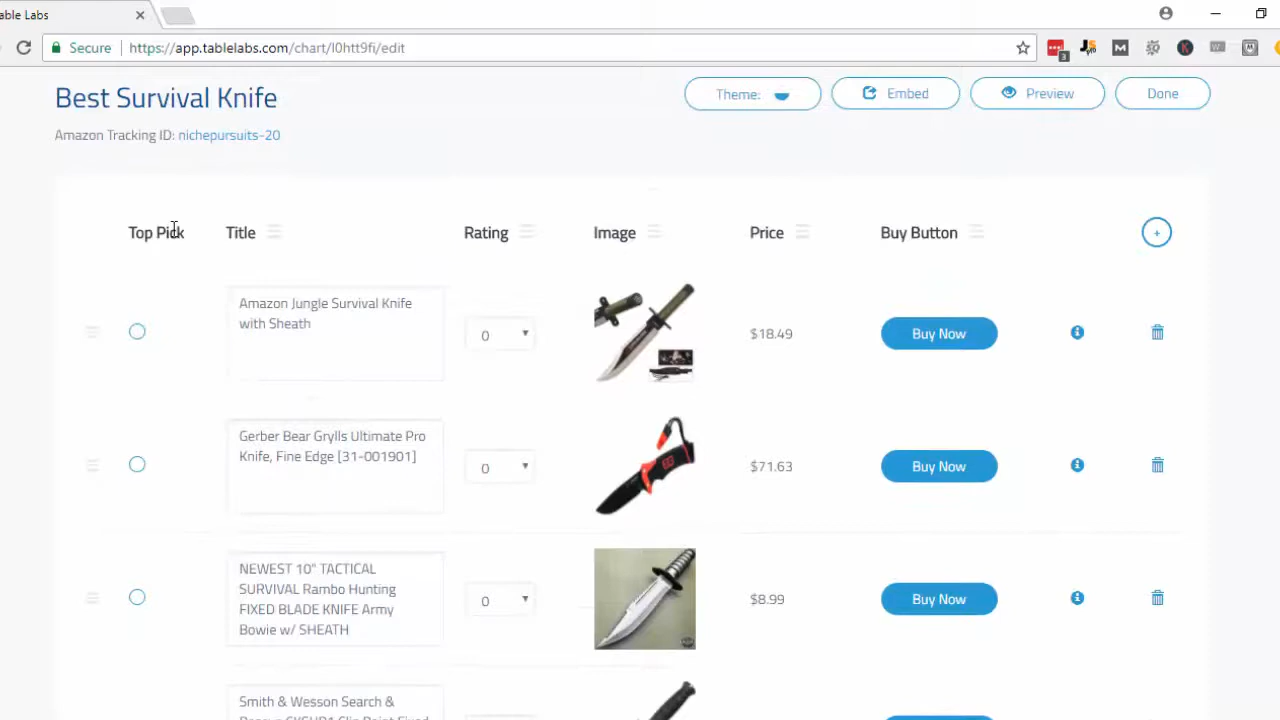 able Labs
Secure
https://app.tablelabs.com/chart/l0htt9fi/edit
3
Best Survival Knife
Theme:
Embed
Preview
Done
Amazon Tracking ID: nichepursuits-20
Top Pick
Title
Rating
Image
Price
Buy Button
+
Amazon Jungle Survival Knife
with Sheath
0
$18.49
Buy Now
Gerber Bear Grylls Ultimate Pro
Knife, Fine Edge [31-001901]
0
$71.63
Buy Now
NEWEST 10" TACTICAL
SURVIVAL Rambo Hunting
FIXED BLADE KNIFE Army
Bowie w/ SHEATH
0
$8.99
Buy Now
Smith & Wesson Search &